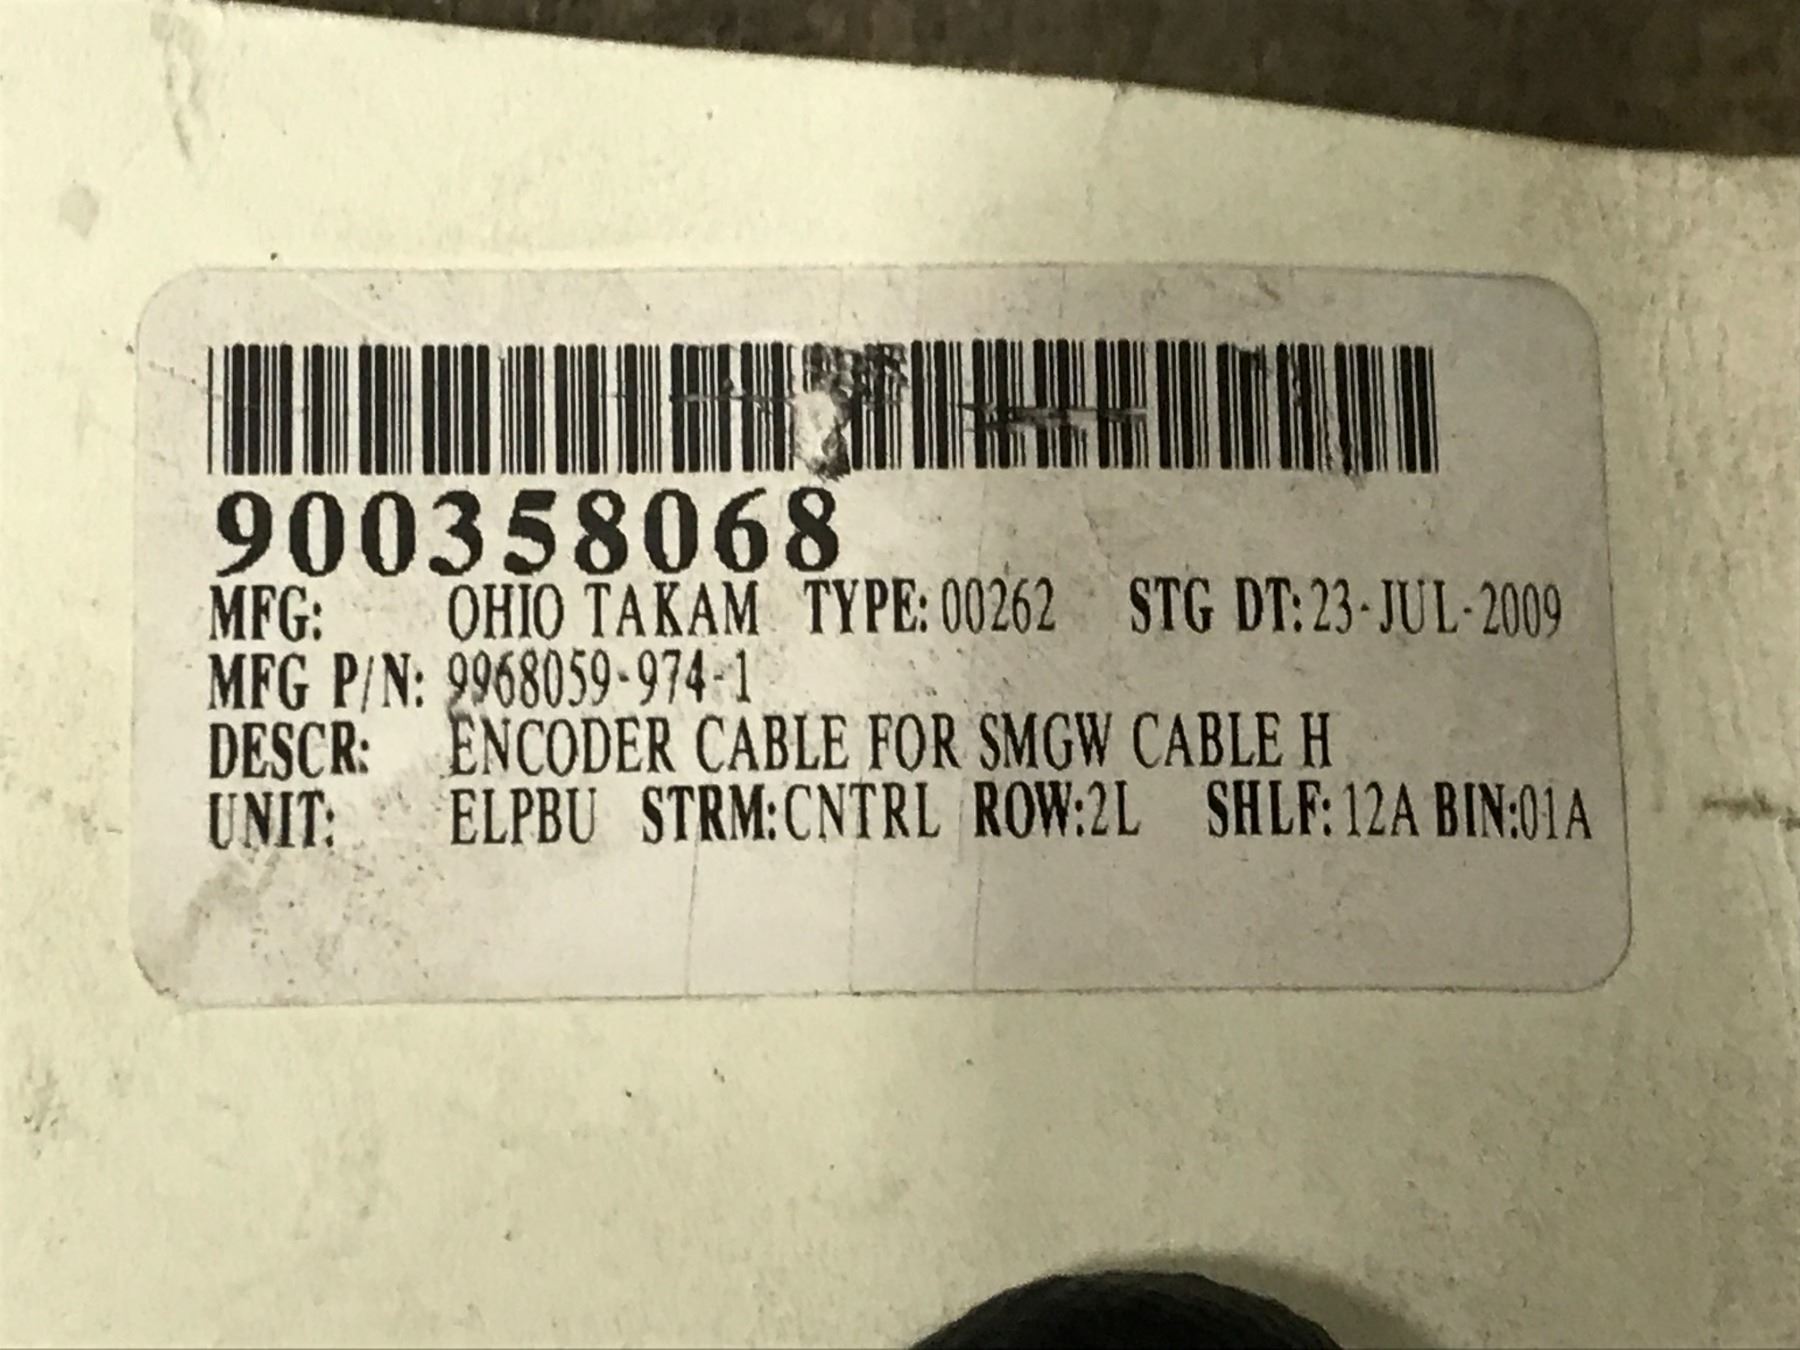 900358068
MFG: OHIO TAKAM TYPE: 00262 STG DT: 23-JUL-2009
MFG P/N: 9968059-974-1
DESCR: ENCODER CABLE FOR SMGW CABLE H
UNIT: ELPBU STRM:CNTRL ROW:2L SHLF: 12A BIN:01A